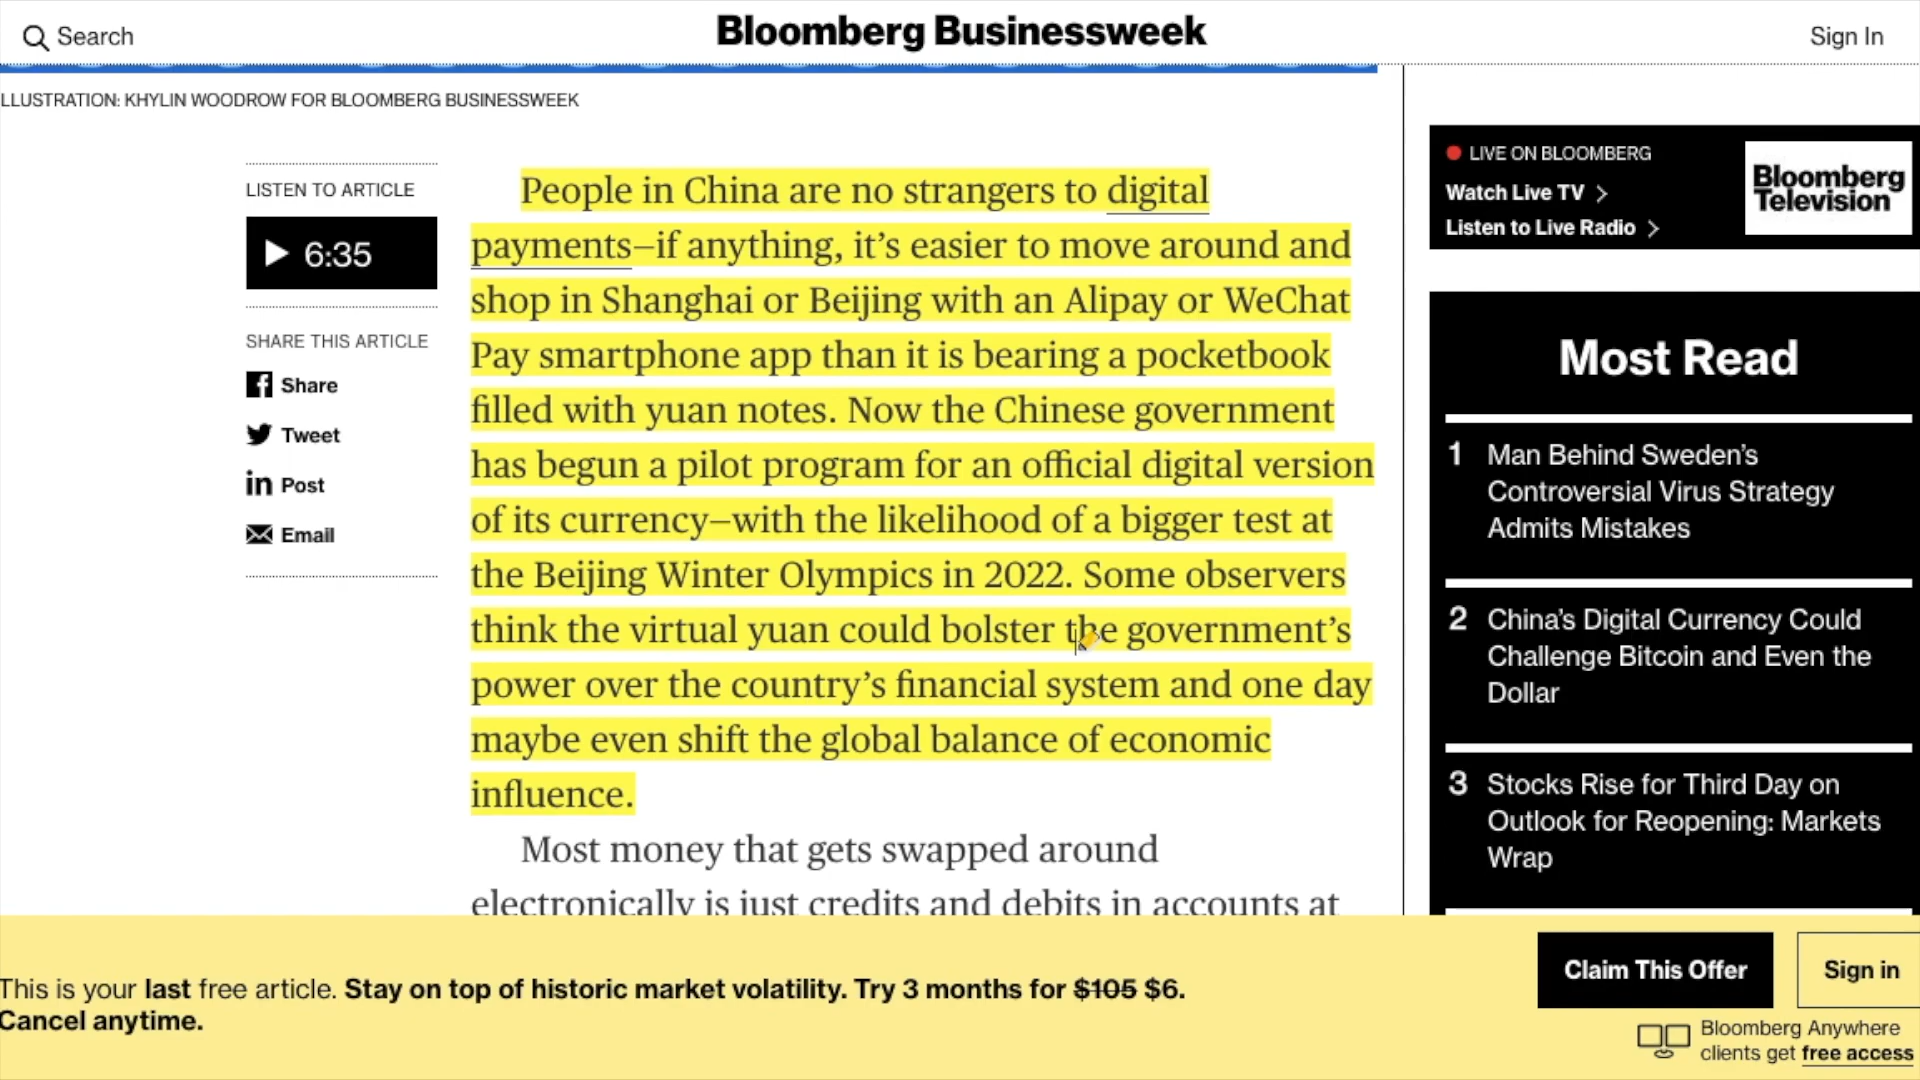 Search
Bloomberg Businessweek
Sign In
LLUSTRATION: KHYLIN WOODROW FOR BLOOMBERG BUSINESSWEEK
LISTEN TO ARTICLE
6:35
SHARE THIS ARTICLE
Share
Tweet
Post
Email
People in China are no strangers to digital
payments—if anything, it’s easier to move around and
shop in Shanghai or Beijing with an Alipay or WeChat
Pay smartphone app than it is bearing a pocketbook
filled with yuan notes. Now the Chinese government
has begun a pilot program for an official digital version
of its currency—with the likelihood of a bigger test at
the Beijing Winter Olympics in 2022. Some observers
think the virtual yuan could bolster the government’s
power over the country’s financial system and one day
maybe even shift the global balance of economic
influence.
Most money that gets swapped around
electronically is just credits and debits in accounts at
LIVE ON BLOOMBERG
Watch Live TV
Listen to Live Radio
Bloomberg
Television
Most Read
1 Man Behind Sweden’s
Controversial Virus Strategy
Admits Mistakes
2 China’s Digital Currency Could
Challenge Bitcoin and Even the
Dollar
3 Stocks Rise for Third Day on
Outlook for Reopening: Markets
Wrap
This is your last free article. Stay on top of historic market volatility. Try 3 months for $105 $6.
Cancel anytime.
Claim This Offer
Sign in
Bloomberg Anywhere
clients get free access